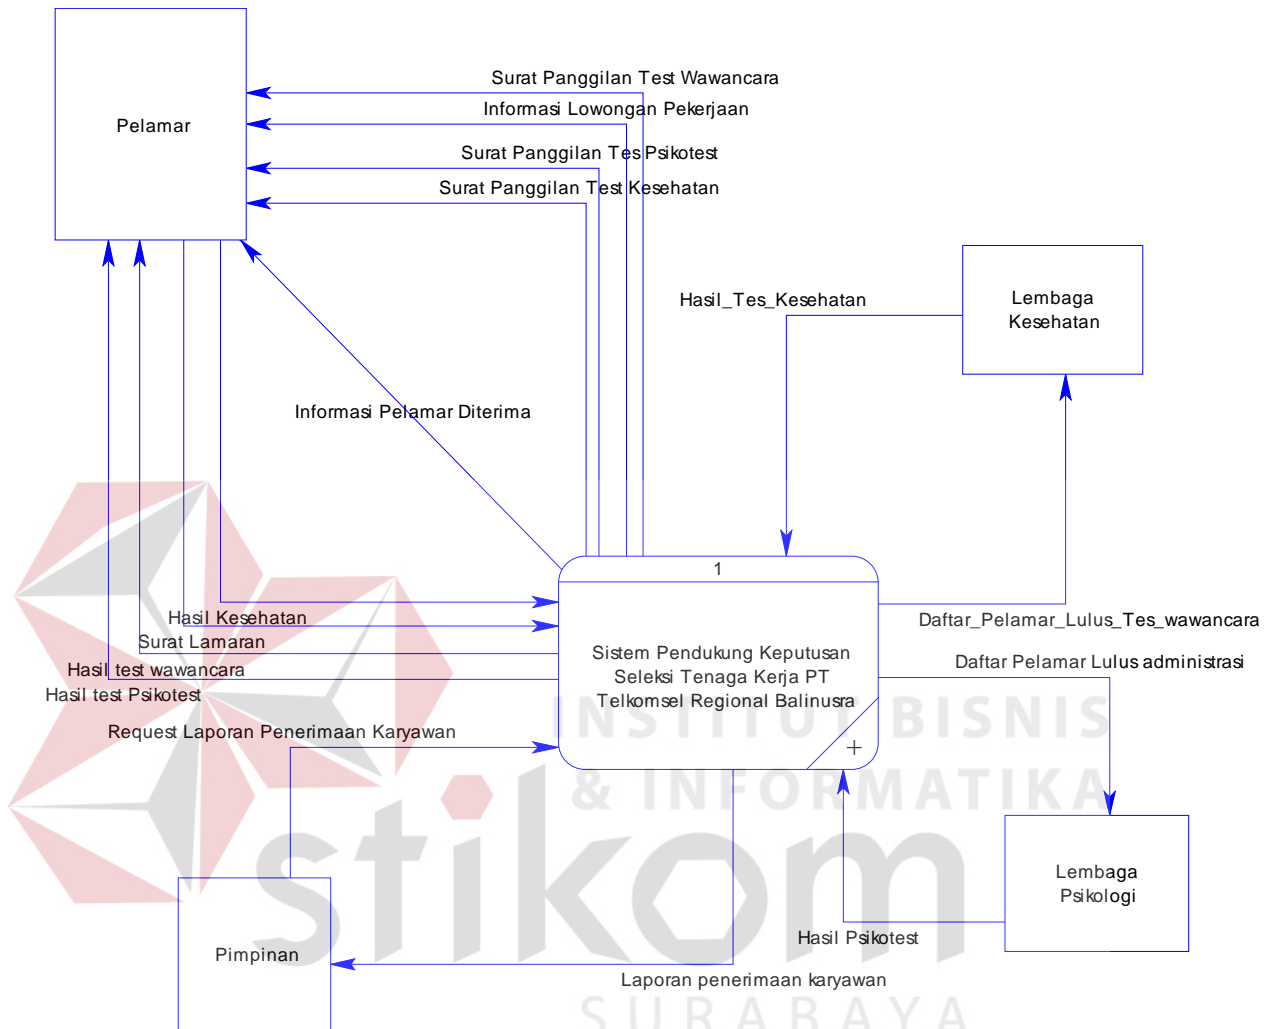 Surat Panggilan Test Wawancara
Pelamar
Informasi Lowongan Pekerjaan
Surat Panggilan Tes Psikotest
Surat Panggilan Test Kesehatan
Hasil_Tes_Kesehatan
Lembaga
Kesehatan
Informasi Pelamar Diterima
1
Hasil Kesehatan
Surat Lamaran
Hasil test wawancara
Hasil test Psikotest
Sistem Pendukung Keputusan
Seleksi Tenaga Kerja PT
Telkomsel Regional Balinusra
+
Daftar_Pelamar_Lulus_Tes_wawancara
Daftar Pelamar Lulus administrasi
Request Laporan Penerimaan Karyawan
Lembaga
Psikologi
Hasil Psikotest
Pimpinan
Laporan penerimaan karyawan
INSTITUT BISNIS
& INFORMATIKA
stikom
SURABAYA